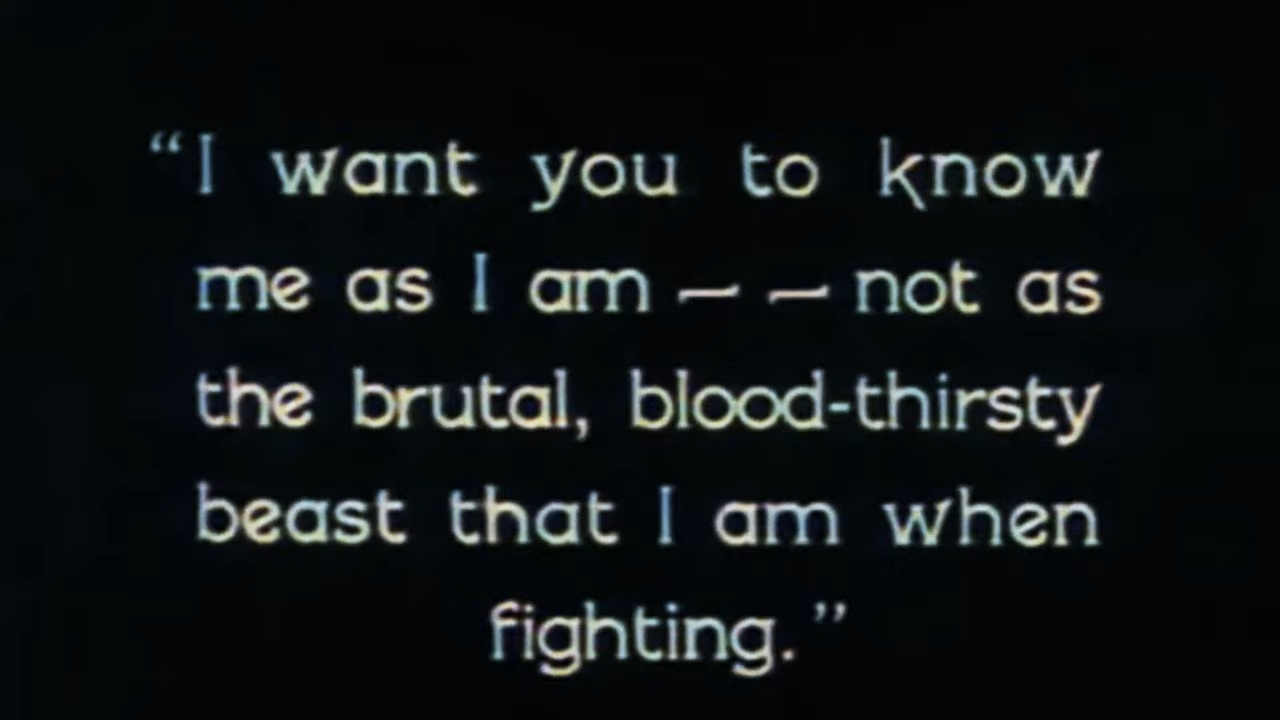 “I want you to know
me as I am — — not as
the brutal, blood-thirsty
beast that I am when
fighting.”